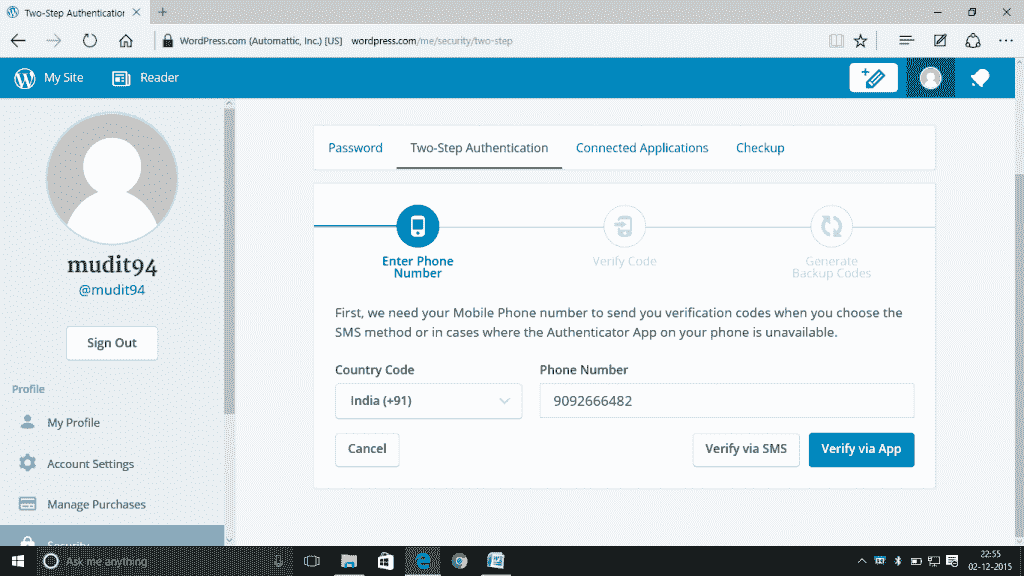 Two-Step Authentication
WordPress.com (Automattic, Inc.) [US] wordpress.com/me/security/two-step
My Site
Reader
Password
Two-Step Authentication
Connected Applications
Checkup
mudit94
@mudit94
Sign Out
Profile
My Profile
Account Settings
Manage Purchases
Security
Enter Phone
Number
Verify Code
Generate
Backup Codes
First, we need your Mobile Phone number to send you verification codes when you choose the
SMS method or in cases where the Authenticator App on your phone is unavailable.
Country Code
Phone Number
India (+91)
9092666482
Cancel
Verify via SMS
Verify via App
Ask me anything
22:55
02-12-2015